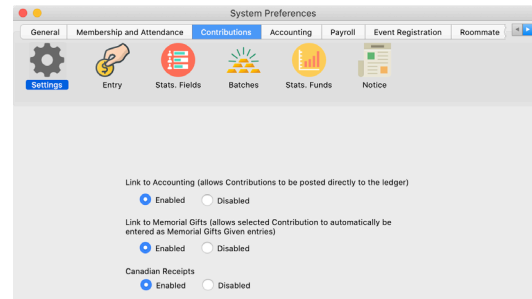 System Preferences
General Membership and Attendance Contributions Accounting Payroll Event Registration Roommate
Settings Entry Stats. Fields Batches Stats. Funds Notice
Link to Accounting (allows Contributions to be posted directly to the ledger)
Enabled Disabled
Link to Memorial Gifts (allows selected Contribution to automatically be
entered as Memorial Gifts Given entries)
Enabled Disabled
Canadian Receipts
Enabled Disabled